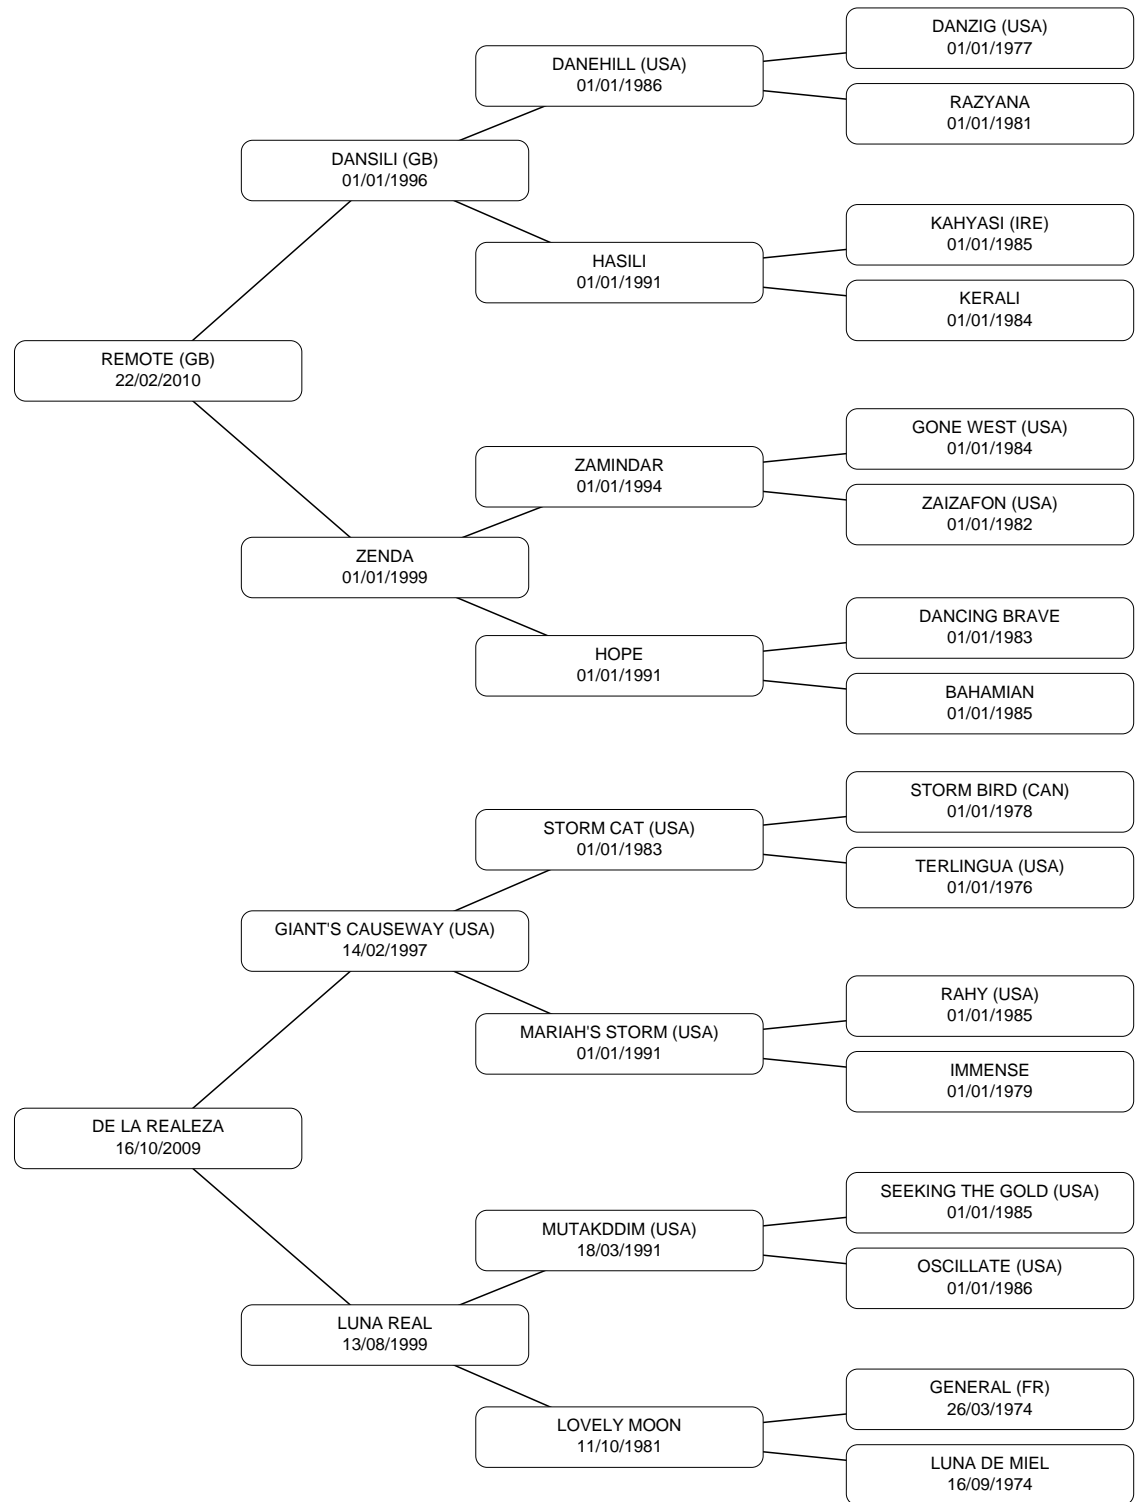 DANZIG (USA)
01/01/1977
DANEHILL (USA)
01/01/1986
RAZYANA
01/01/1981
DANSILI (GB)
01/01/1996
KAHYASI (IRE)
01/01/1985
HASILI
01/01/1991
KERALI
01/01/1984
REMOTE (GB)
22/02/2010
GONE WEST (USA)
01/01/1984
ZAMINDAR
01/01/1994
ZAIZAFON (USA)
01/01/1982
ZENDA
01/01/1999
DANCING BRAVE
01/01/1983
HOPE
01/01/1991
BAHAMIAN
01/01/1985
STORM BIRD (CAN)
01/01/1978
STORM CAT (USA)
01/01/1983
TERLINGUA (USA)
01/01/1976
GIANT'S CAUSEWAY (USA)
14/02/1997
RAHY (USA)
01/01/1985
MARIAH'S STORM (USA)
01/01/1991
IMMENSE
01/01/1979
DE LA REALEZA
16/10/2009
SEEKING THE GOLD (USA)
01/01/1985
MUTAKDDIM (USA)
18/03/1991
OSCILLATE (USA)
01/01/1986
LUNA REAL
13/08/1999
GENERAL (FR)
26/03/1974
LOVELY MOON
11/10/1981
LUNA DE MIEL
16/09/1974